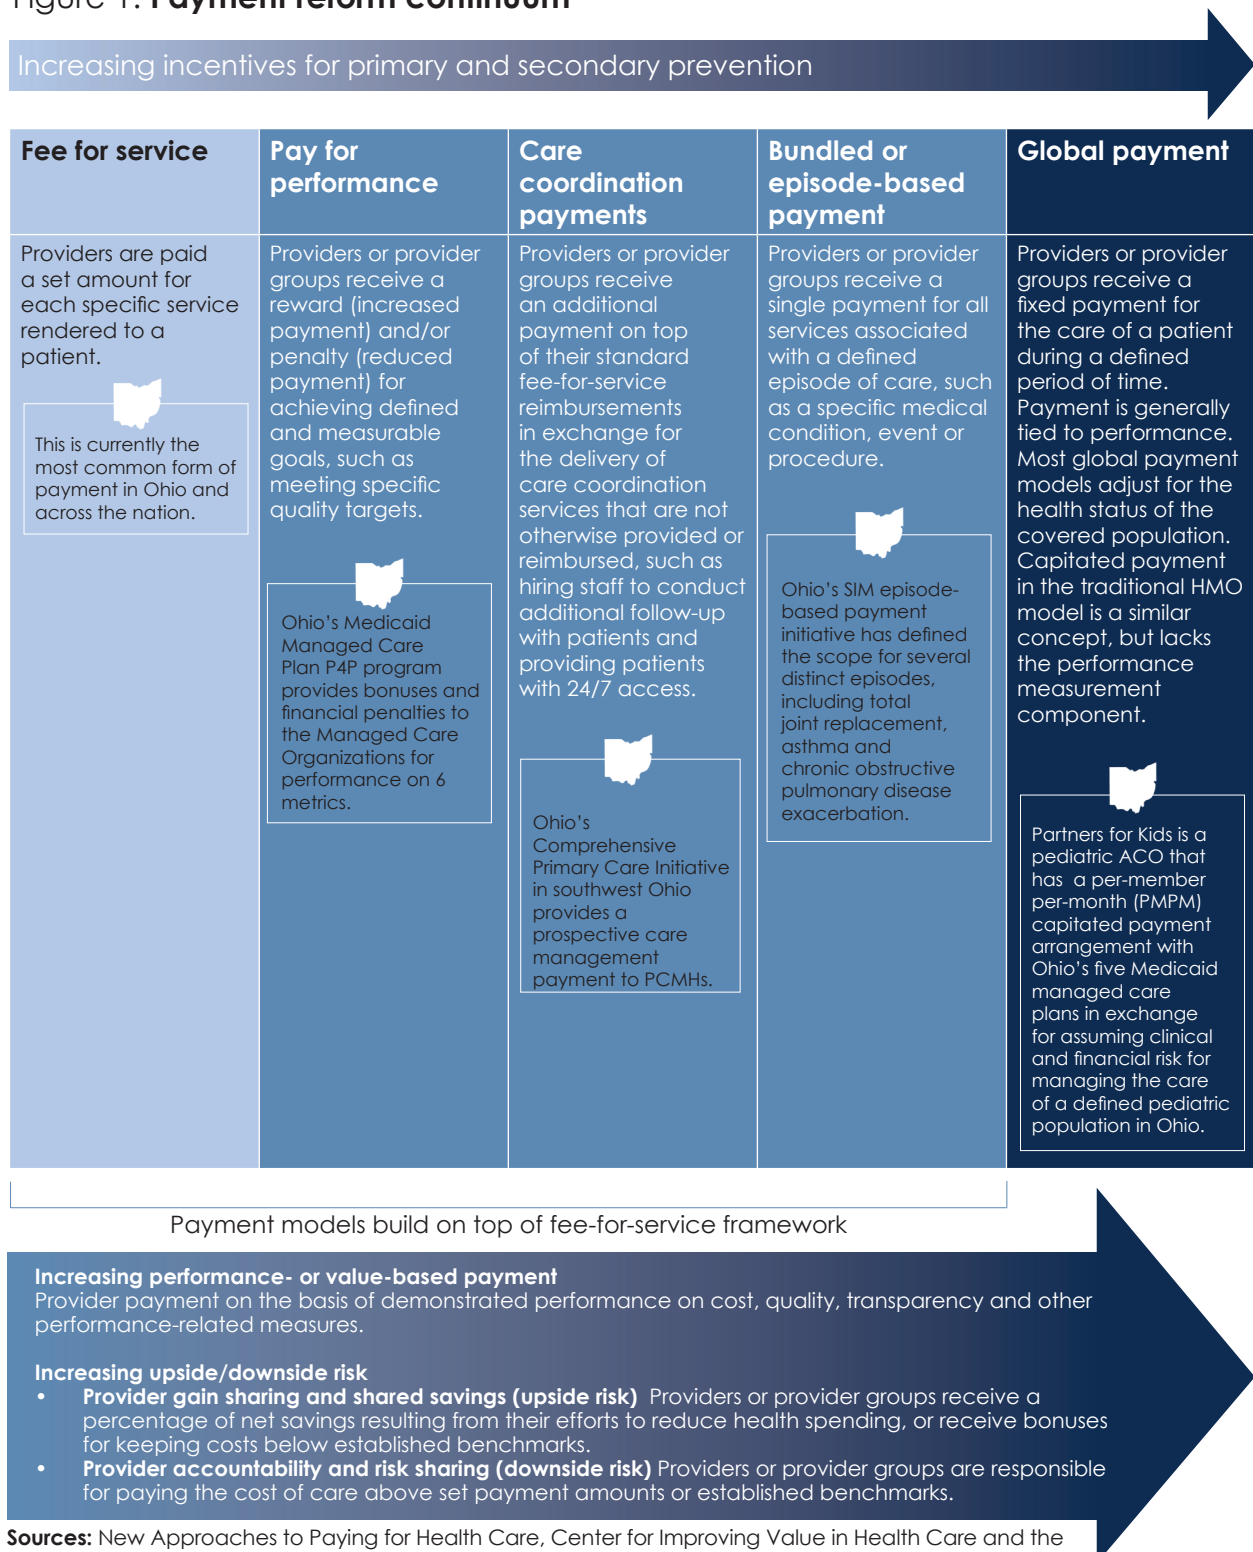 Figure 1. Payment reform continuum
Increasing incentives for primary and secondary prevention
Fee for service
Providers are paid
a set amount for
each specific service
rendered to a
patient.
This is currently the
most common form of
payment in Ohio and
across the nation.
Pay for
performance
Providers or provider
groups receive a
reward (increased
payment) and/or
penalty (reduced
payment) for
achieving defined
and measurable
goals, such as
meeting specific
quality targets.
Ohio's Medicaid
Managed Care
Plan P4P program
provides bonuses and
financial penalties to
the Managed Care
Organizations for
performance on 6
metrics.
Care
coordination
payments
Providers or provider
groups receive
an additional
payment on top
of their standard
fee-for-service
reimbursements
in exchange for
the delivery of
care coordination
services that are not
otherwise provided or
reimbursed, such as
hiring staff to conduct
additional follow-up
with patients and
providing patients
with 24/7 access.
Ohio's
Comprehensive
Primary Care Initiative
in southwest Ohio
provides a
prospective care
management
payment to PCMHs.
Bundled or
episode-based
payment
Providers or provider
groups receive a
single payment for all
services associated
with a defined
episode of care, such
as a specific medical
condition, event or
procedure.
Ohio's SIM episode-
based payment
initiative has defined
the scope for several
distinct episodes,
including total
joint replacement,
asthma and
chronic obstructive
pulmonary disease
exacerbation.
Global payment
Providers or provider
groups receive a
fixed payment for
the care of a patient
during a defined
period of time.
Payment is generally
tied to performance.
Most global payment
models adjust for the
health status of the
covered population.
Capitated payment
in the traditional HMO
model is a similar
concept, but lacks
the performance
measurement
component.
Partners for Kids is a
pediatric ACO that
has a per-member
per-month (PMPM)
capitated payment
arrangement with
Ohio's five Medicaid
managed care
plans in exchange
for assuming clinical
and financial risk for
managing the care
of a defined pediatric
population in Ohio.
Payment models build on top of fee-for-service framework
Increasing performance- or value-based payment
Provider payment on the basis of demonstrated performance on cost, quality, transparency and other
performance-related measures.
Increasing upside/downside risk
• Provider gain sharing and shared savings (upside risk) Providers or provider groups receive a
percentage of net savings resulting from their efforts to reduce health spending, or receive bonuses
for keeping costs below established benchmarks.
• Provider accountability and risk sharing (downside risk) Providers or provider groups are responsible
for paying the cost of care above set payment amounts or established benchmarks.
Sources: New Approaches to Paying for Health Care, Center for Improving Value in Health Care and the